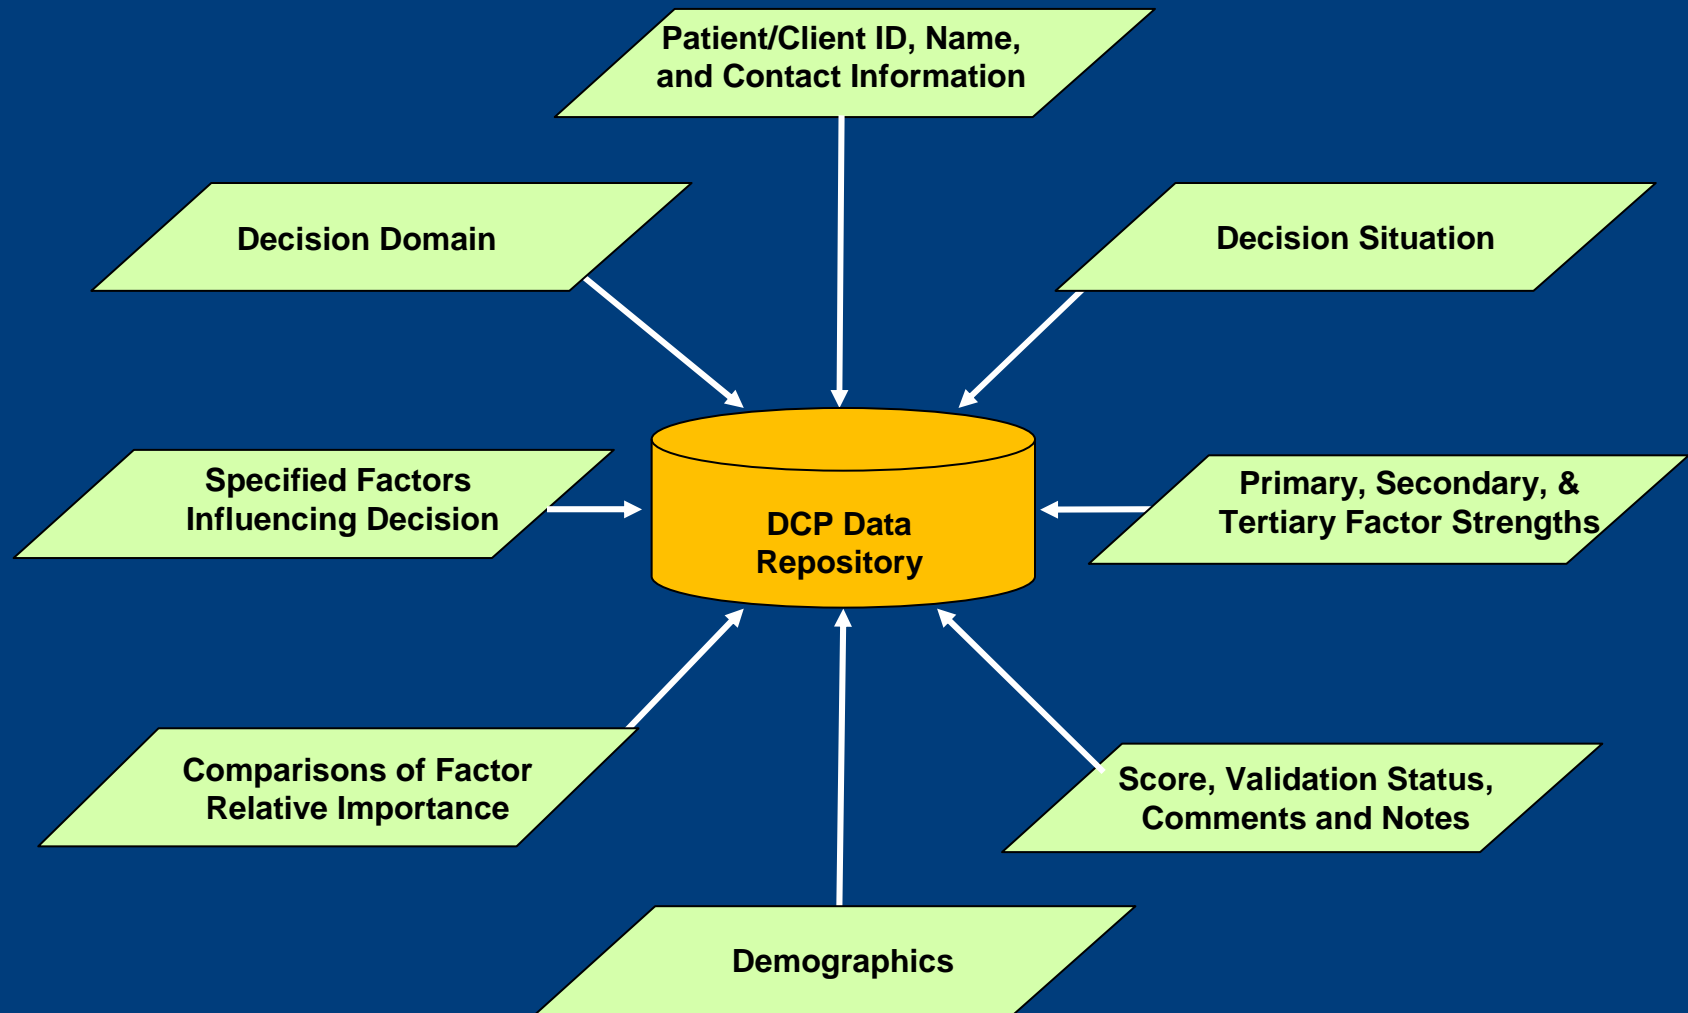 Patient/Client ID, Name,
and Contact Information
Decision Domain
Decision Situation
Specified Factors
Influencing Decision
DCP Data
Repository
Primary, Secondary, &
Tertiary Factor Strengths
Comparisons of Factor
Relative Importance
Score, Validation Status,
Comments and Notes
Demographics